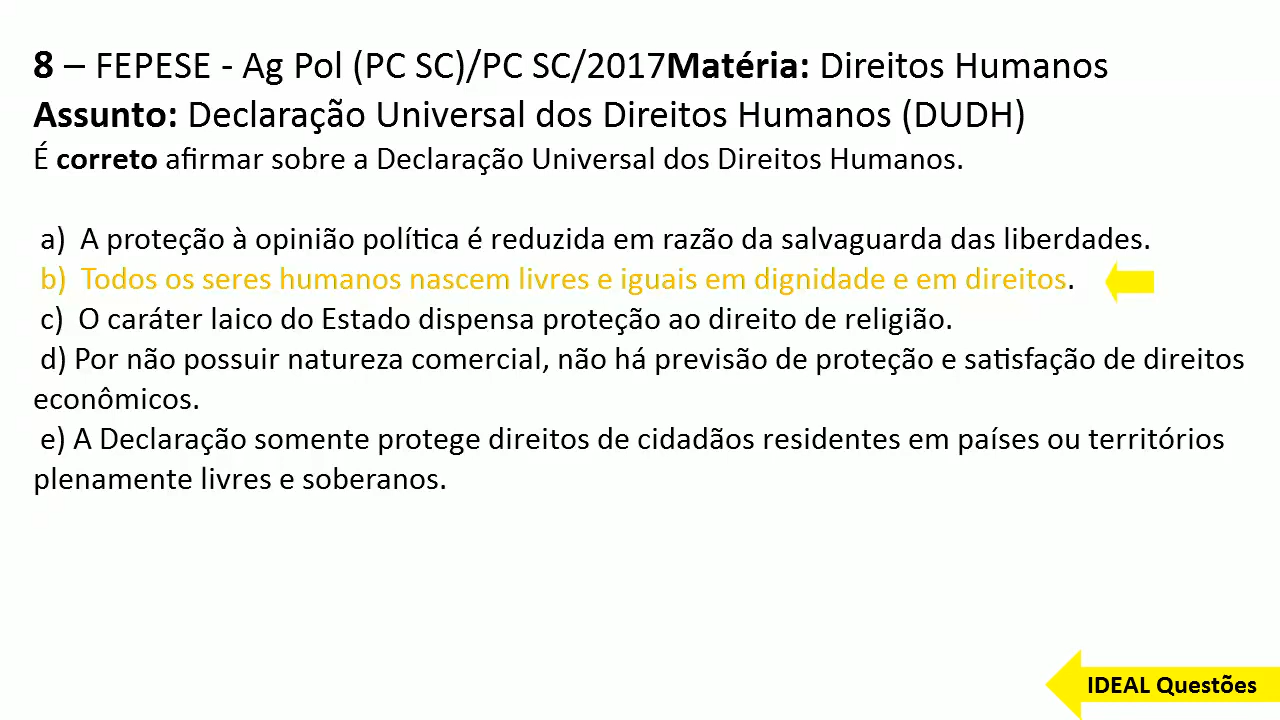 8 – FEPESE - Ag Pol (PC SC)/PC SC/2017Matéria: Direitos Humanos
Assunto: Declaração Universal dos Direitos Humanos (DUDH)
É correto afirmar sobre a Declaração Universal dos Direitos Humanos.
a) A proteção à opinião política é reduzida em razão da salvaguarda das liberdades.
b) Todos os seres humanos nascem livres e iguais em dignidade e em direitos.
c) O caráter laico do Estado dispensa proteção ao direito de religião.
d) Por não possuir natureza comercial, não há previsão de proteção e satisfação de direitos
econômicos.
e) A Declaração somente protege direitos de cidadãos residentes em países ou territórios
plenamente livres e soberanos.
IDEAL Questões